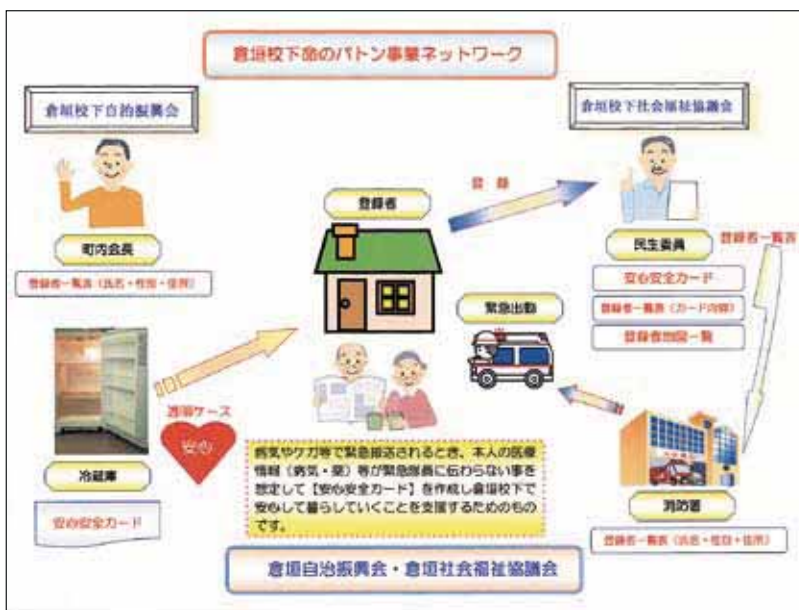 倉垣校下命のバトン事業ネットワーク
倉垣校下自治振興会
倉垣校下社会福祉協議会
登録
登録者
町内会長
登録者一覧表（氏名・性別・住所）
民生委員
登録者一覧表
安心安全カード
登録者一覧表（カード内容）
登録者地図一覧
緊急出動
ケース
安心
冷蔵庫
安心安全カード
病気やケガ等で緊急搬送されるとき、本人の医療
情報（病気・薬）等が緊急隊員に伝わらない事を
想定して【安心安全カード】を作成し倉垣校下で
安心して暮らしていくことを支援するためのもの
です。
消防署
登録者一覧表（氏名・性別・住所）
倉垣自治振興会・倉垣社会福祉協議会